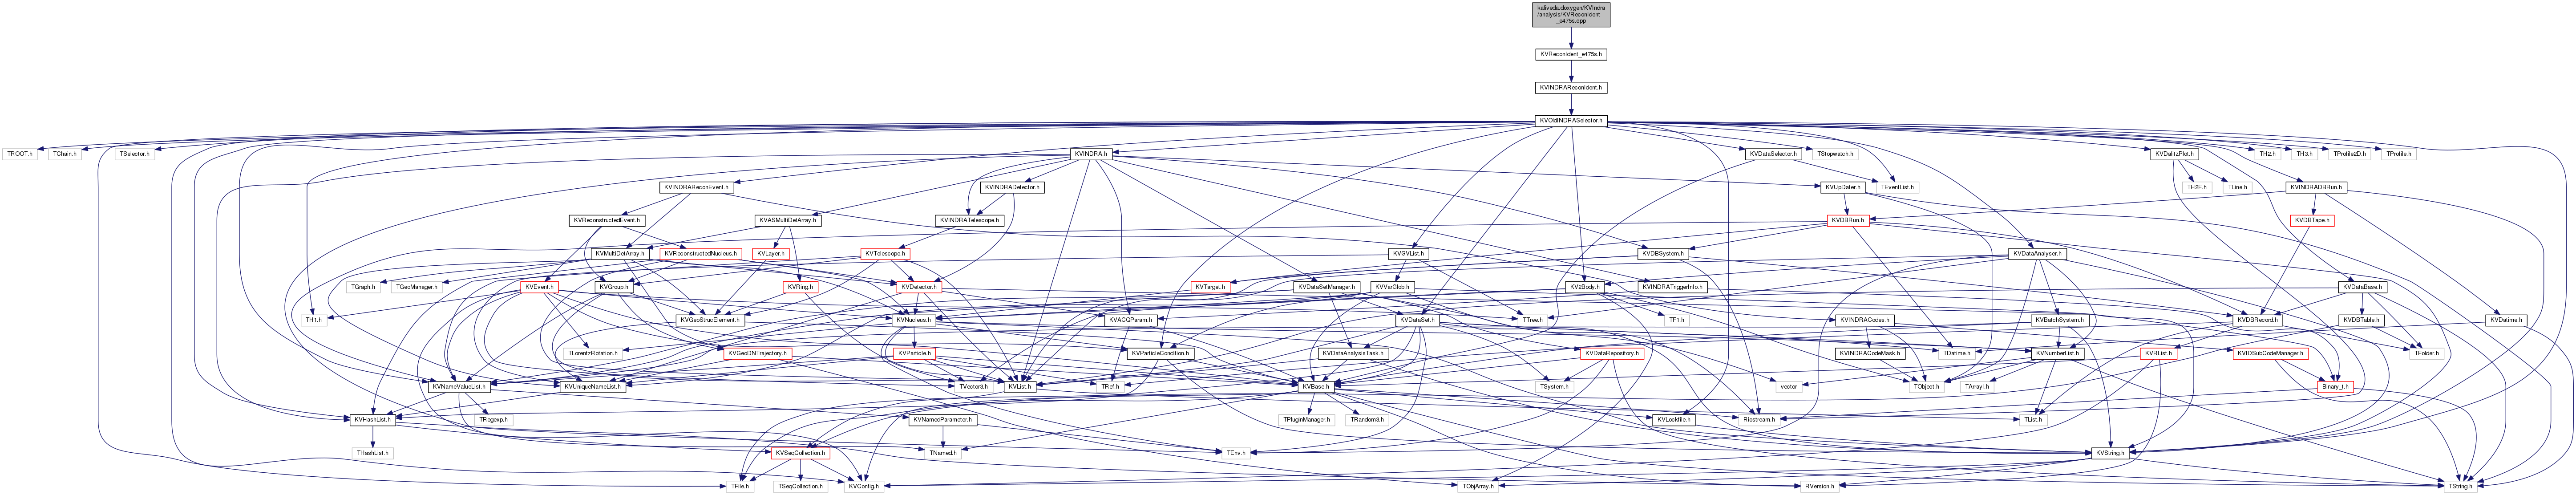 kaliveda.doxygen/KVIndra
/analysis/KVReconIdent
_e475s.cpp
KVReconIdent_e475s.h
KVINDRAReconIdent.h
KVOldINDRASelector.h
TROOT.h
TChain.h
TSelector.h
KVINDRA.h
KVDataSelector.h
TStopwatch.h
KVDalitzPlot.h
TH2.h
TH3.h
TProfile2D.h
TProfile.h
KVINDRAReconEvent.h
KVINDRADetector.h
KVUpDater.h
TEventList.h
TH2F.h
TLine.h
KVINDRADBRun.h
KVReconstructedEvent.h
KVASMultiDetArray.h
KVINDRATelescope.h
KVDBRun.h
KVDBTape.h
KVMultiDetArray.h
KVReconstructedNucleus.h
KVLayer.h
KVTelescope.h
KVGVList.h
KVDBSystem.h
KVDataAnalyser.h
TGraph.h
TGeoManager.h
KVEvent.h
KVGroup.h
KVRing.h
KVDetector.h
KVTarget.h
KVDataSetManager.h
KVVarGlob.h
KV2Body.h
KVINDRATriggerInfo.h
KVDataBase.h
TH1.h
KVGeoStrucElement.h
KVNucleus.h
KVACQParam.h
TTree.h
KVDataSet.h
TF1.h
KVINDRACodes.h
KVBatchSystem.h
KVDBRecord.h
KVDBTable.h
KVDatime.h
TLorentzRotation.h
KVGeoDNTrajectory.h
KVParticle.h
KVParticleCondition.h
KVDataAnalysisTask.h
KVDataRepository.h
TDatime.h
KVINDRACodeMask.h
KVNumberList.h
KVRList.h
KVIDSubCodeManager.h
TFolder.h
KVNameValueList.h
KVUniqueNameList.h
TVector3.h
KVList.h
TRef.h
KVBase.h
TSystem.h
vector
TObject.h
TArrayI.h
Binary_t.h
KVHashList.h
TRegexp.h
KVNamedParameter.h
TPluginManager.h
TRandom3.h
KVLockfile.h
Riostream.h
TList.h
THashList.h
KVSeqCollection.h
TNamed.h
TEnv.h
KVString.h
TFile.h
TSeqCollection.h
KVConfig.h
TObjArray.h
RVersion.h
TString.h